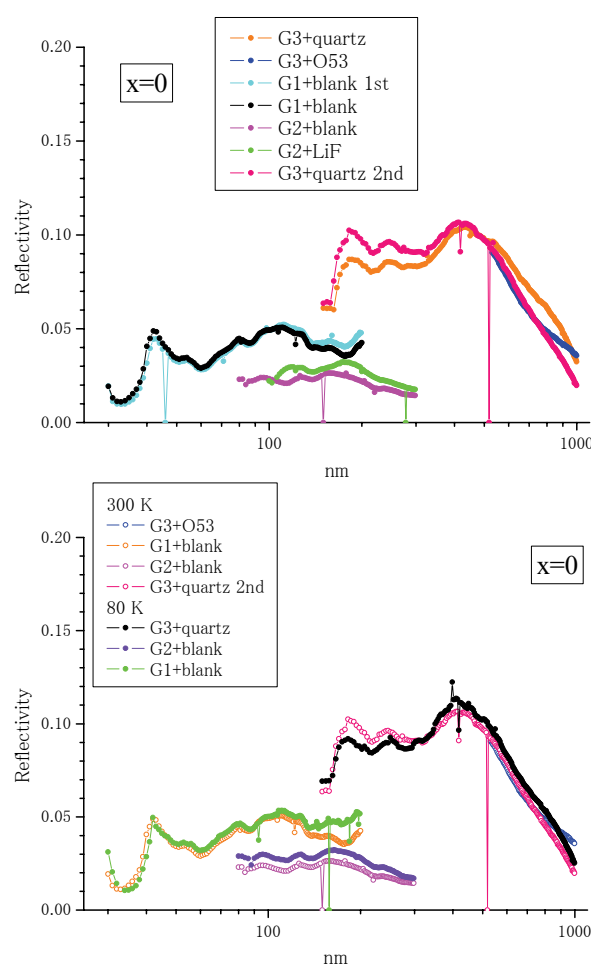 G3+quartz
G3+O53
G1+blank 1st
G1+blank
G2+blank
G2+LiF
G3+quartz 2nd
x=0
0.20
0.15
0.10
0.05
0.00
Reflectivity
100
1000
nm
300 K
G3+O53
G1+blank
G2+blank
G3+quartz 2nd
80 K
G3+quartz
G2+blank
G1+blank
x=0
0.20
0.15
0.10
0.05
0.00
Reflectivity
100
1000
nm